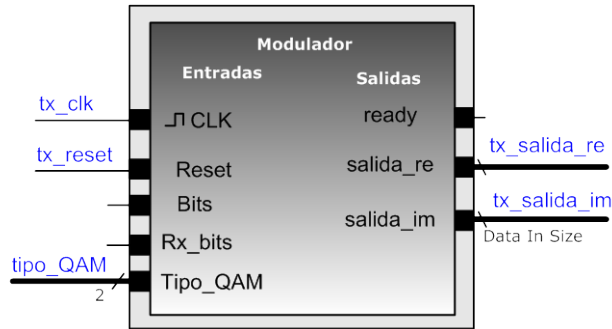 Modulador
Entradas Salidas
tx_clk CLK ready
tx_reset Reset salida_re tx_salida_re
Bits salida_im tx_salida_im
Rx_bits Data In Size
tipo_QAM Tipo_QAM
2